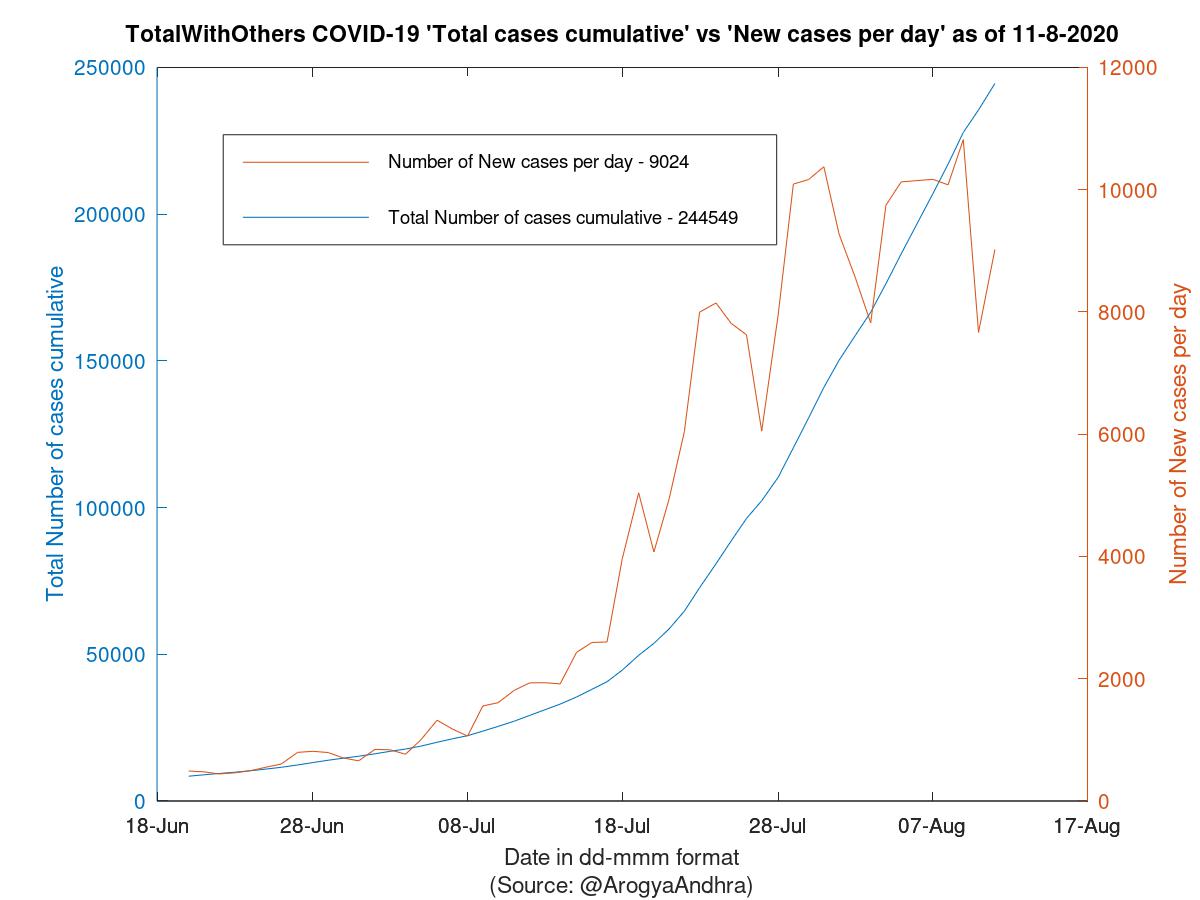 TotalWithOthers COVID-19 'Total cases cumulative' vs 'New cases per day' as of 11-8-2020
250000
200000
150000
100000
50000
0
Total Number of cases cumulative
Number of New cases per day - 9024
Total Number of cases cumulative - 244549
12000
10000
8000
6000
4000
2000
0
Number of New cases per day
18-Jun 28-Jun 08-Jul 18-Jul 28-Jul 07-Aug 17-Aug
Date in dd-mmm format
(Source: @ArogyaAndhra)